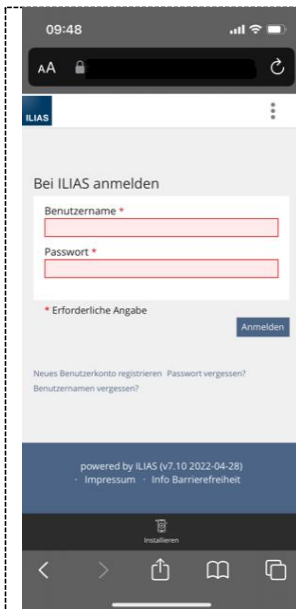 09:48
AA
ILIAS
Bei ILIAS anmelden
Benutzername *
Passwort *
* Erforderliche Angabe
Anmelden
Neues Benutzerkonto registrieren Passwort vergessen?
Benutzernamen vergessen?
powered by ILIAS (v7.10 2022-04-28)
· Impressum · Info Barrierefreiheit
Installieren